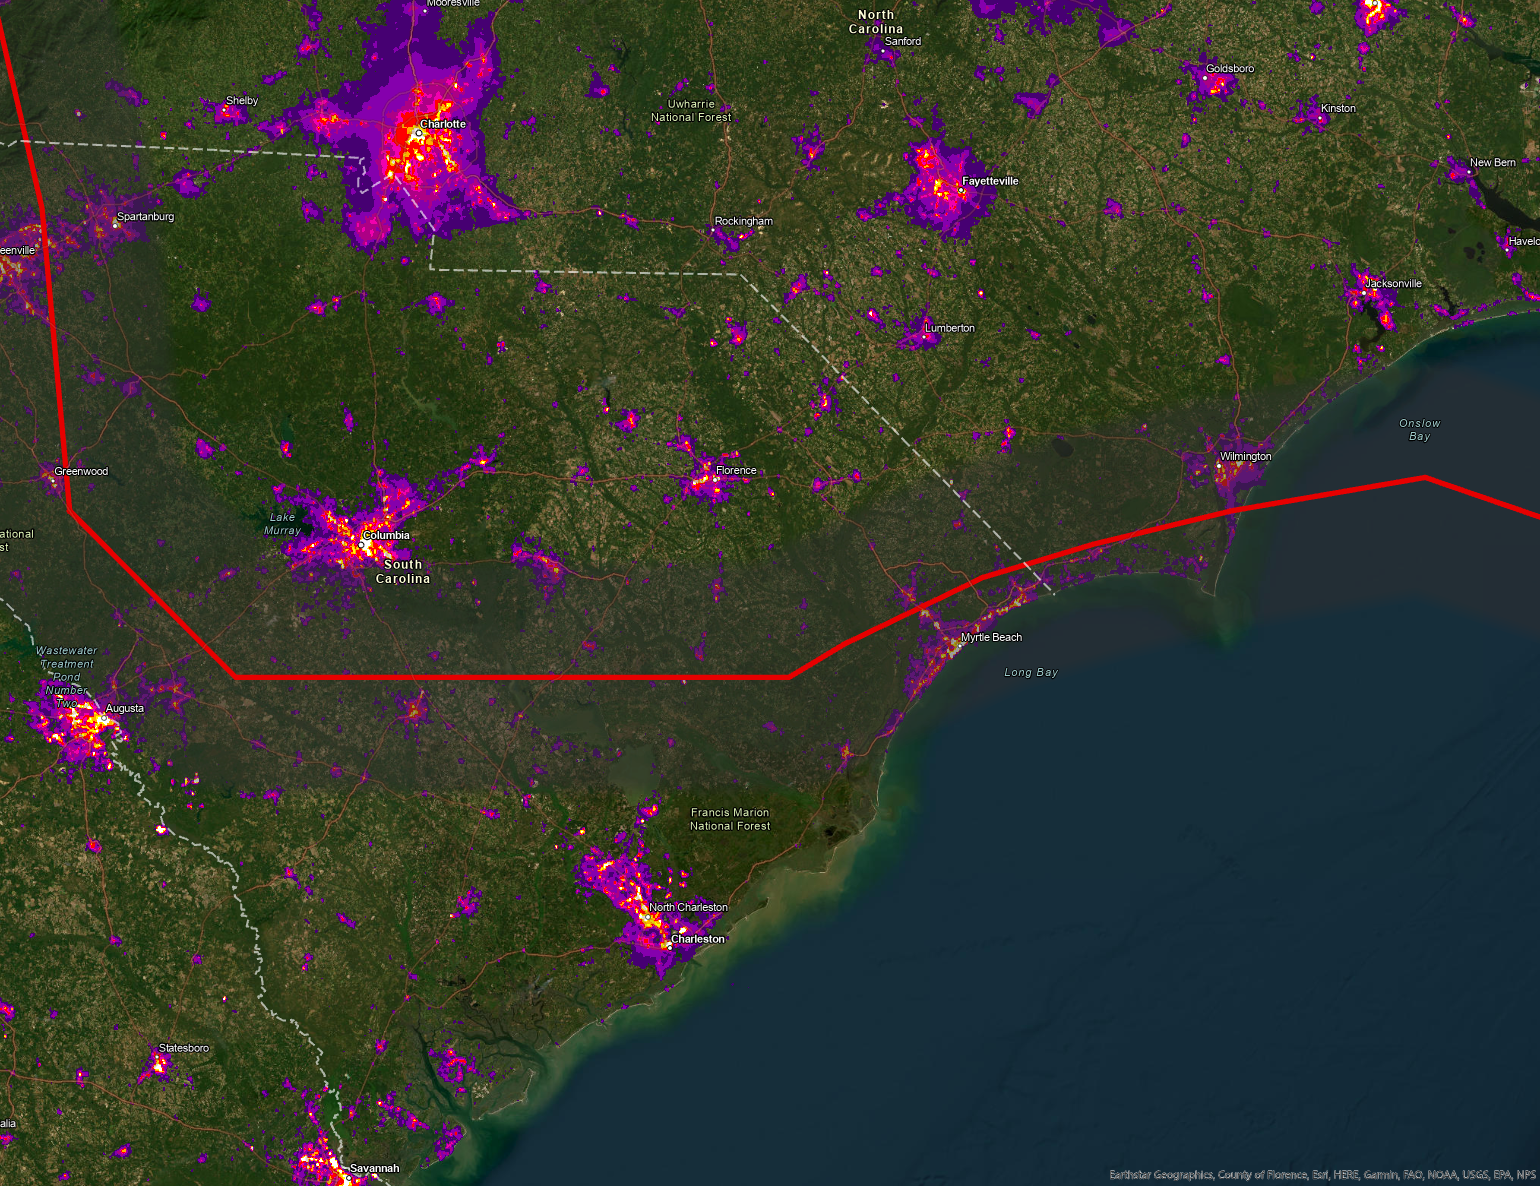 Mooresville
North
Carolina
Sanford
Goldsboro
Shelby
Uwharrie
National Forest
Kinston
Charlotte
New Bern
Fayetteville
Spartanburg
Rockingham
Havelo
eenville
Jacksonville
Lumberton
Onslow
Bay
Wilmington
Greenwood
Florence
Lake
Murray
Columbia
ational
st
South
Carolina
Myrtle Beach
Wastewater
Treatment
Pond
Number
Two
Long Bay
Augusta
Francis Marion
National Forest
North Charleston
Charleston
Statesboro
alia
Savannah
Earthstar Geographics, County of Florence, Esri, HERE, Garmin, FAO, NOAA, USGS, EPA, NPS